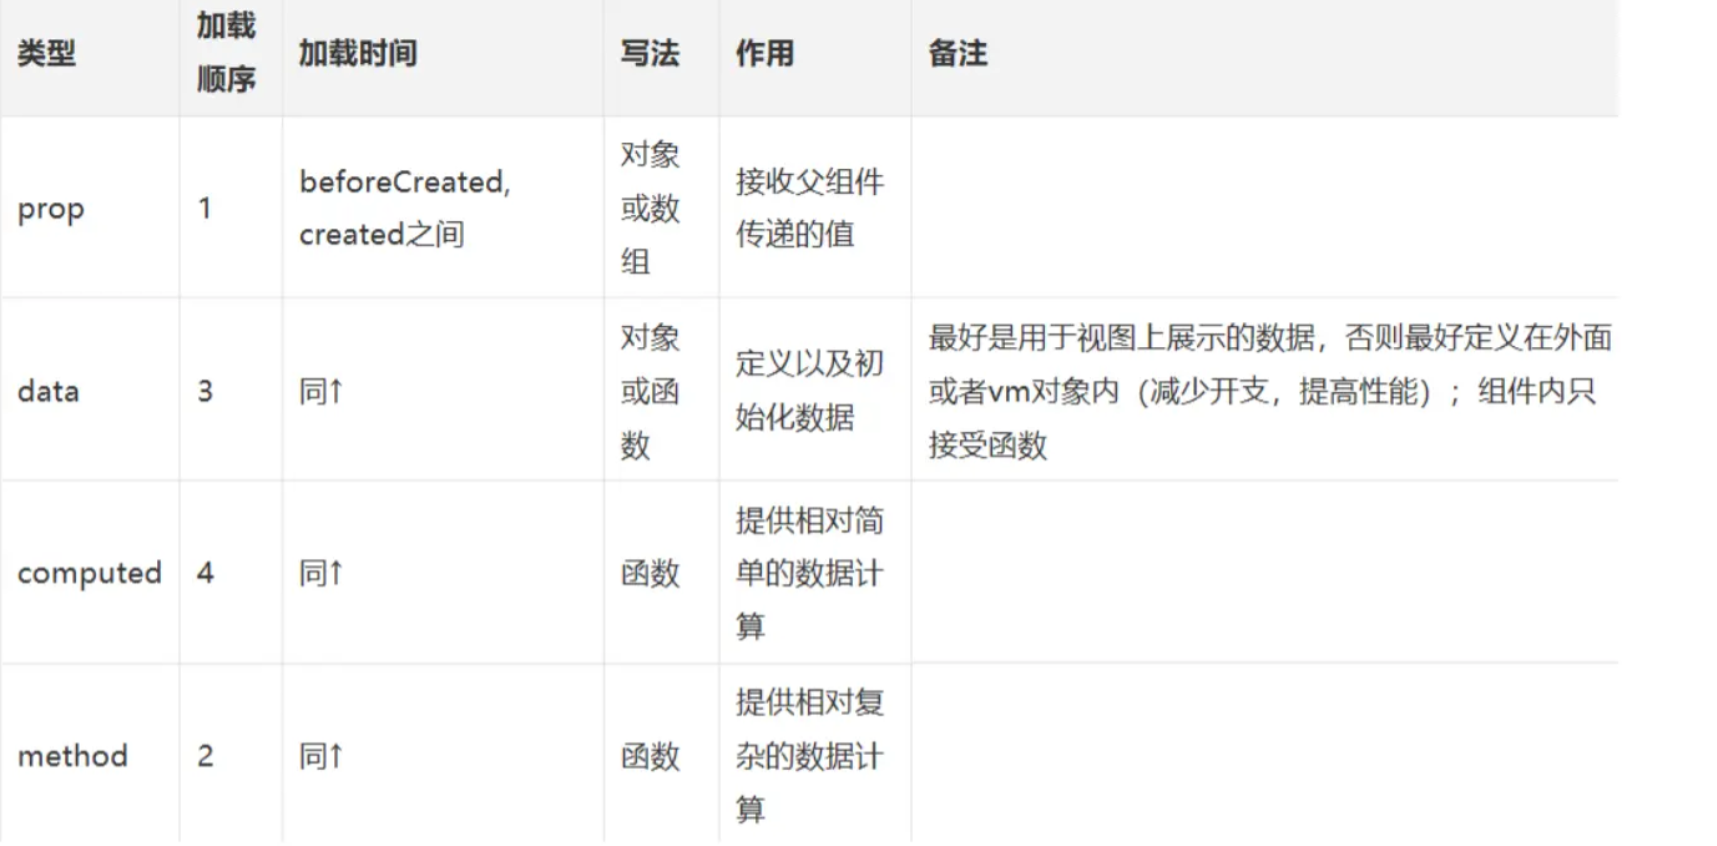 类型
加载
顺序
加载时间
写法
作用
备注
prop
1
beforeCreated,
created之间
对象
或数
组
接收父组件
传递的值
data
3
同↑
对象
或函
数
定义以及初
始化数据
最好是用于视图上展示的数据，否则最好定义在外面
或者vm对象内（减少开支，提高性能）；组件内只
接受函数
computed
4
同↑
函数
提供相对简
单的数据计
算
method
2
同↑
函数
提供相对复
杂的数据计
算